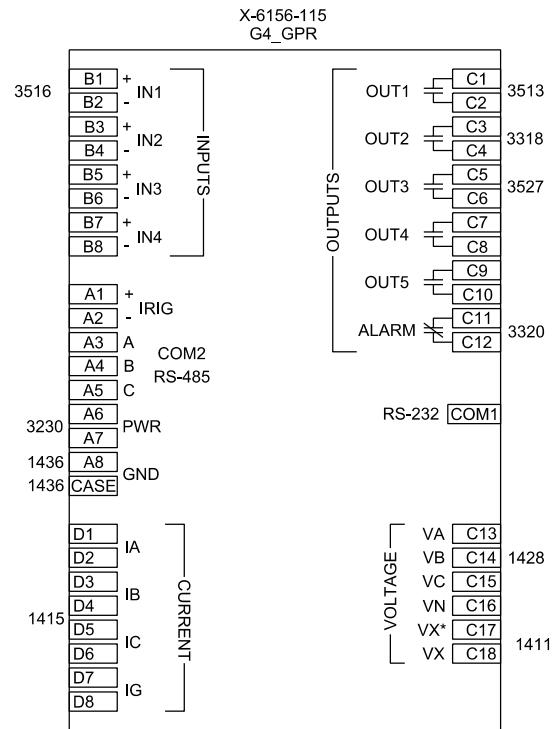 X-6156-115
G4_GPR
3516
B1 +
B2 -
IN1
B3 +
B4 -
IN2
B5 +
B6 -
IN3
B7 +
B8 -
IN4
INPUTS
A1 +
A2 -
IRIG
A3 A
A4 B
A5 C
COM2
RS-485
A6
3230
A7
PWR
1436 A8
1436 CASE
GND
D1
D2
IA
D3
D4
IB
1415
D5
D6
IC
D7
D8
IG
CURRENT
OUTPUTS
OUT1
C1
C2
3513
OUT2
C3
C4
3318
OUT3
C5
C6
3527
OUT4
C7
C8
OUT5
C9
C10
ALARM
C11
C12
3320
RS-232 COM1
VOLTAGE
VA C13
VB C14
1428
VC C15
VN C16
VX* C17
VX C18
1411